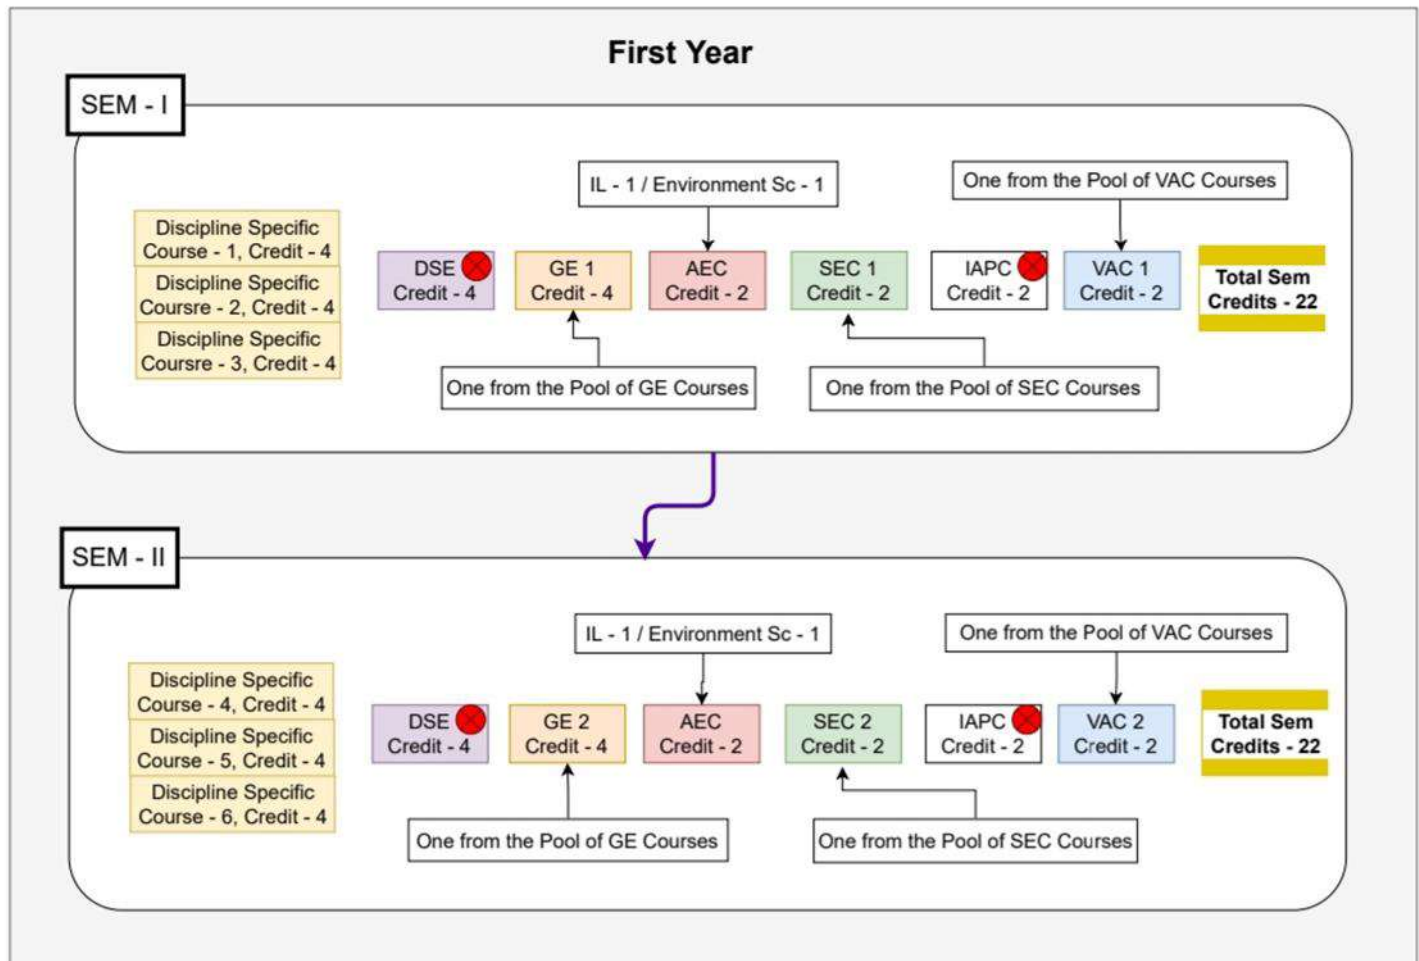 First Year
SEM - I
IL - 1 / Environment Sc - 1
One from the Pool of VAC Courses
Discipline Specific
Course - 1, Credit - 4
Discipline Specific
Coursre - 2, Credit - 4
Discipline Specific
Coursre - 3, Credit - 4
DSE
Credit - 4
GE 1
Credit - 4
AEC
Credit - 2
SEC 1
Credit - 2
IAPC
Credit - 2
VAC 1
Credit - 2
Total Sem
Credits - 22
One from the Pool of GE Courses
One from the Pool of SEC Courses
SEM - II
IL - 1 / Environment Sc - 1
One from the Pool of VAC Courses
Discipline Specific
Course - 4, Credit - 4
Discipline Specific
Course - 5, Credit - 4
Discipline Specific
Course - 6, Credit - 4
DSE
Credit - 4
GE 2
Credit - 4
AEC
Credit - 2
SEC 2
Credit - 2
IAPC
Credit - 2
VAC 2
Credit - 2
Total Sem
Credits - 22
One from the Pool of GE Courses
One from the Pool of SEC Courses